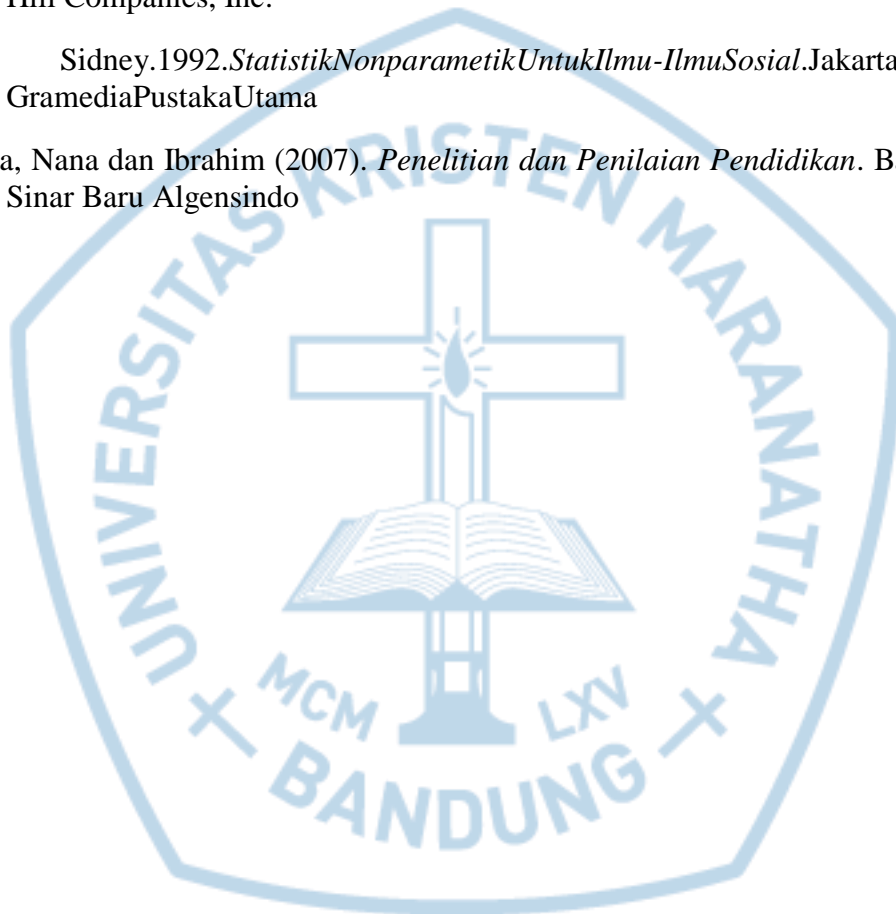 Hill Companies, Inc.
Sidney.1992.StatistikNonparametikUntukIlmu-IlmuSosial.Jakarta
GramediaPustakaUtama
a, Nana dan Ibrahim (2007). Penelitian dan Penilaian Pendidikan. B
Sinar Baru Algensindo
UNIVERSITAS KRISTEN MARANATHA
MCM LXV
BANDUNG